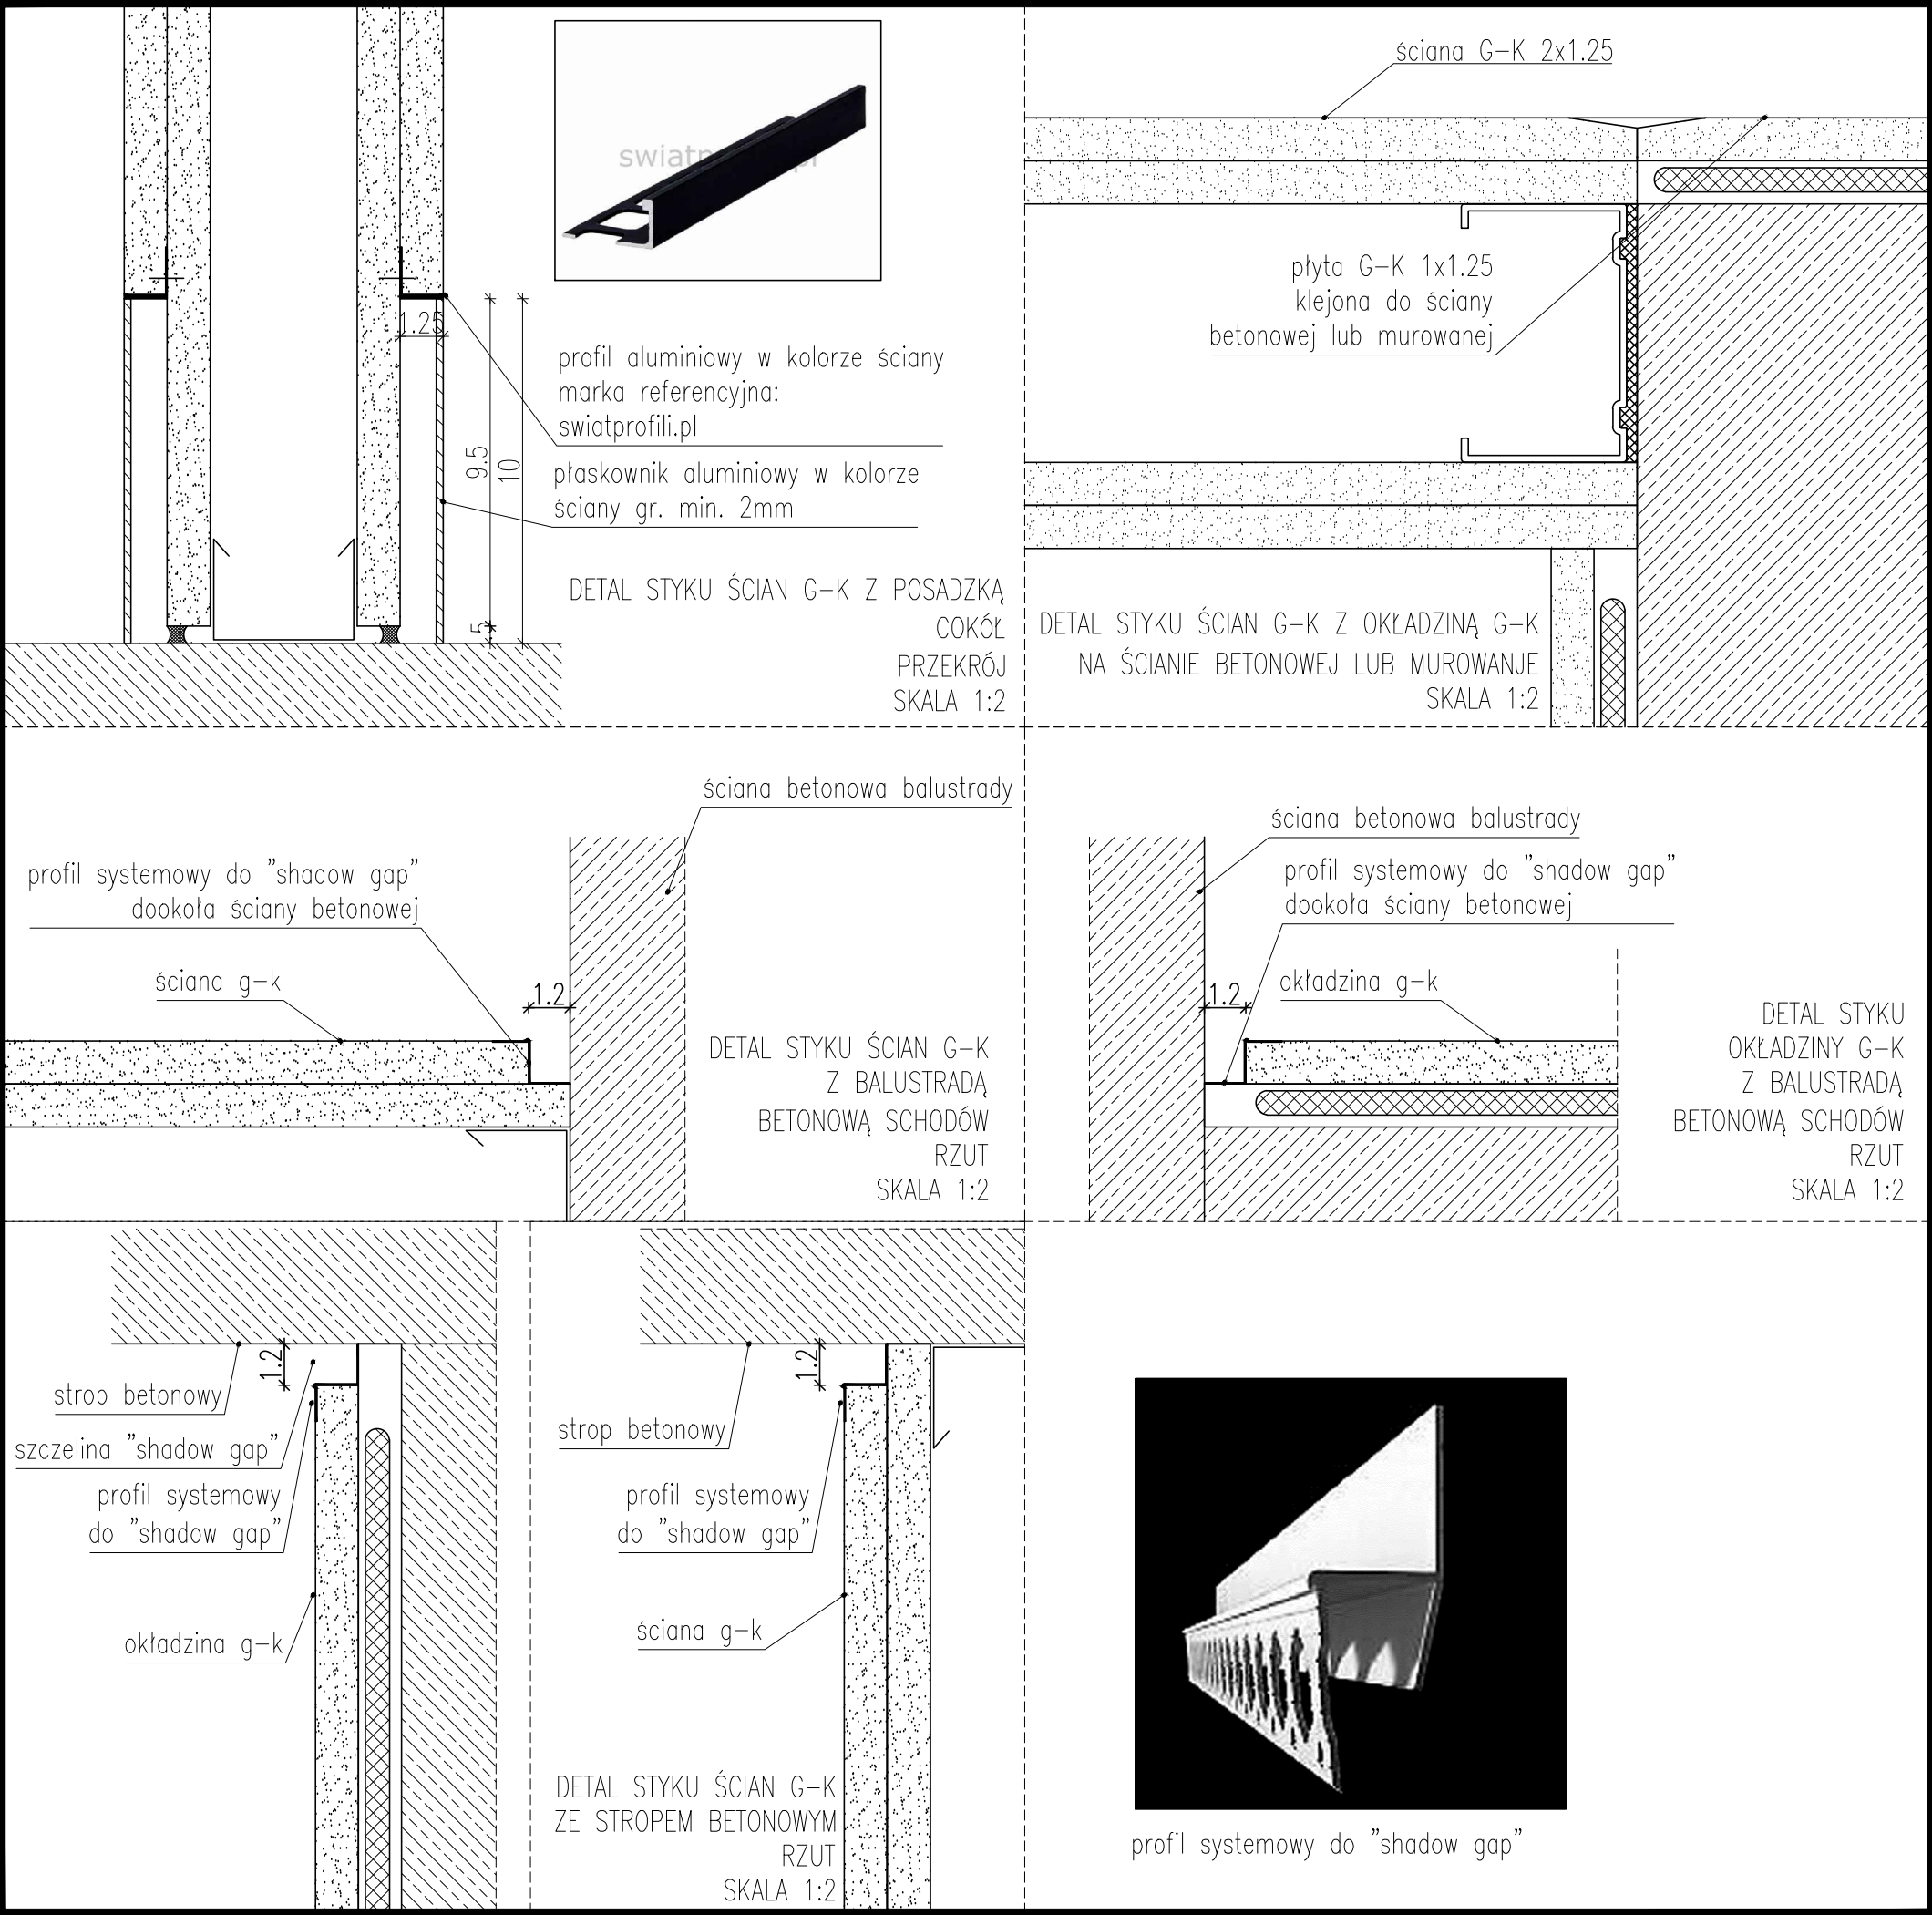 swiatp
pl
1.25
profil aluminiowy w kolorze ściany
marka referencyjna:
swiatprofili.pl
9.5
10
płaskownik aluminiowy w kolorze
ściany gr. min. 2mm
5
DETAL STYKU ŚCIAN G-K Z POSADZKĄ
COKÓŁ
PRZEKRÓJ
SKALA 1:2
ściana G-K 2x1.25
płyta G-K 1x1.25
klejona do ściany
betonowej lub murowanej
DETAL STYKU ŚCIAN G-K Z OKŁADZINĄ G-K
NA ŚCIANIE BETONOWEJ LUB MUROWANJE
SKALA 1:2
ściana betonowa balustrady
profil systemowy do "shadow gap"
dookoła ściany betonowej
ściana g-k
1.2
DETAL STYKU ŚCIAN G-K
Z BALUSTRADĄ
BETONOWĄ SCHODÓW
RZUT
SKALA 1:2
ściana betonowa balustrady
profil systemowy do "shadow gap"
dookoła ściany betonowej
1.2
okładzina g-k
DETAL STYKU
OKŁADZINY G-K
Z BALUSTRADĄ
BETONOWĄ SCHODÓW
RZUT
SKALA 1:2
1.2
strop betonowy
szczelina "shadow gap"
profil systemowy
do "shadow gap"
okładzina g-k
1.2
strop betonowy
profil systemowy
do "shadow gap"
ściana g-k
DETAL STYKU ŚCIAN G-K
ZE STROPEM BETONOWYM
RZUT
SKALA 1:2
profil systemowy do "shadow gap"